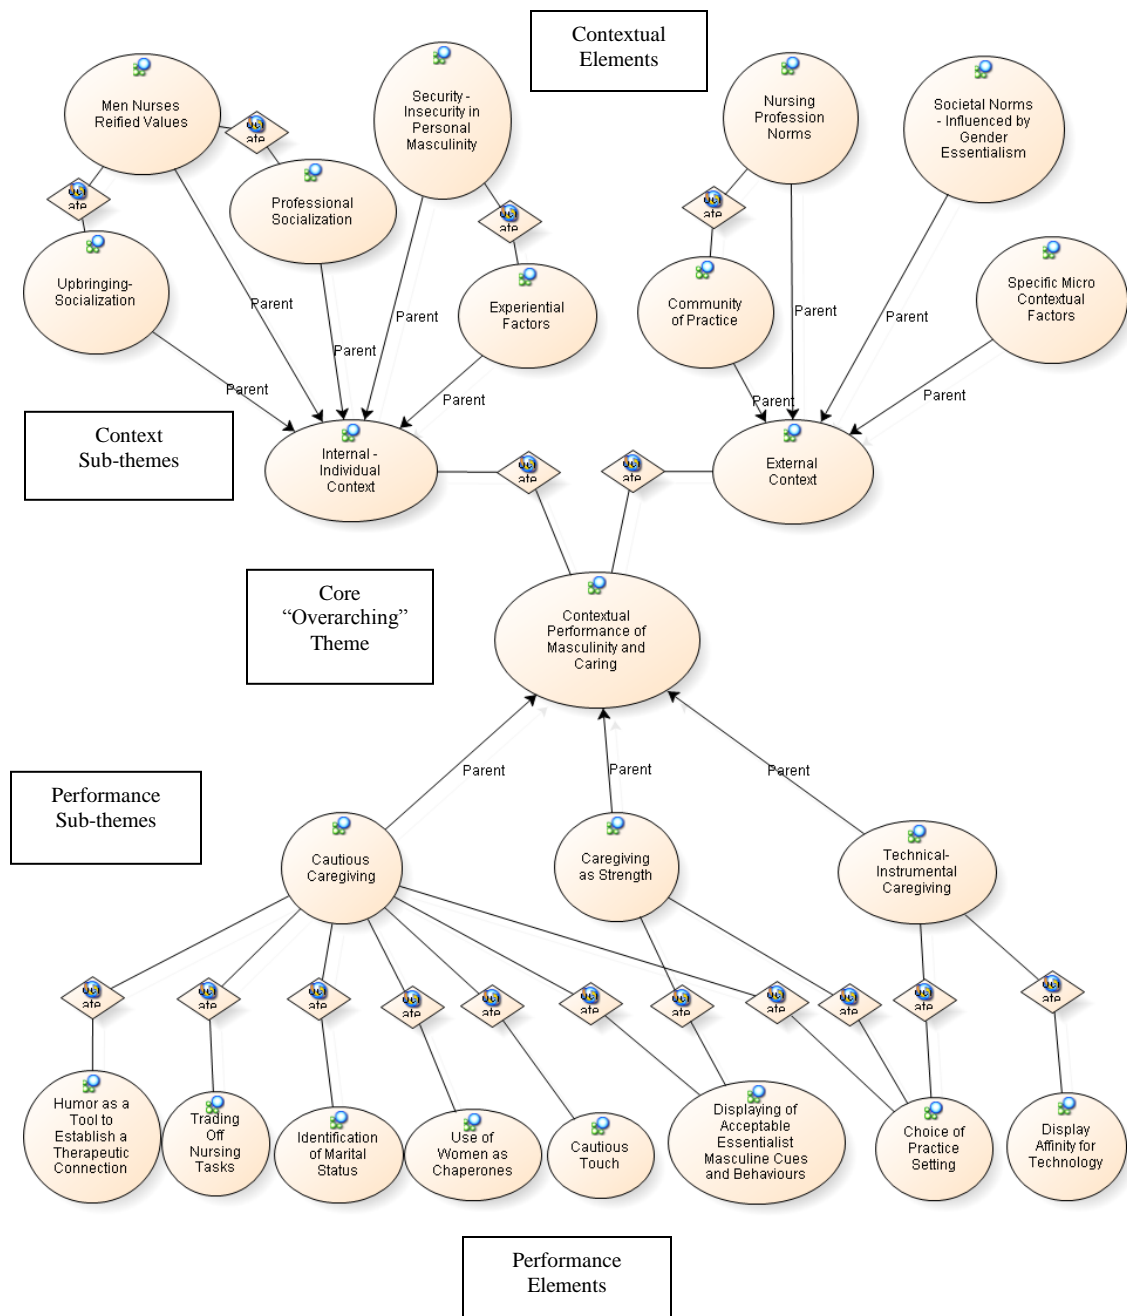 Contextual
Elements
Men Nurses
Reified Values
Security -
Insecurity in
Personal
Masculinity
Nursing
Profession
Norms
Societal Norms
- Influenced by
Gender
Essentialism
Professional
Socialization
Upbringing-
Socialization
Experiential
Factors
Community
of Practice
Specific Micro
Contextual
Factors
Parent
Parent
Parent
Parent
Parent
Parent
Parent
Parent
Parent
Context
Sub-themes
Internal -
Individual
Context
External
Context
Core
“Overarching”
Theme
Contextual
Performance of
Masculinity and
Caring
Parent
Parent
Parent
Performance
Sub-themes
Cautious
Caregiving
Caregiving
as Strength
Technical-
Instrumental
Caregiving
Humor as a
Tool to
Establish a
Therapeutic
Connection
Trading
Off
Nursing
Tasks
Identification
of Marital
Status
Use of
Women as
Chaperones
Cautious
Touch
Displaying of
Acceptable
Essentialist
Masculine Cues
and Behaviours
Choice of
Practice
Setting
Display
Affinity for
Technology
Performance
Elements